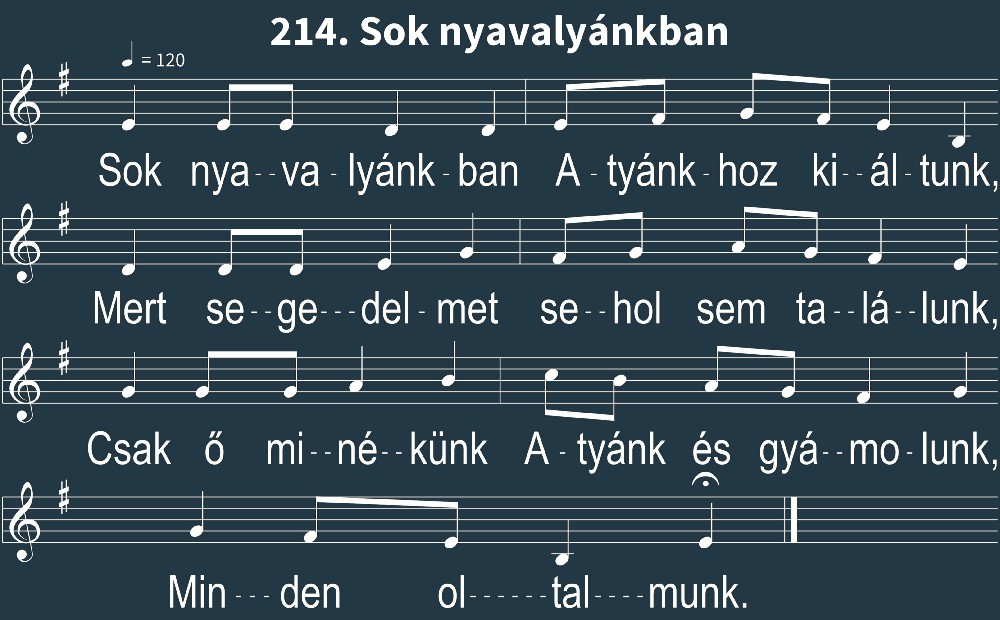 214. Sok nyavalyánkban
= 120
Sok nya--va - lyánk - ban A - tyánk - hoz ki--ál - tunk,
Mert se--ge---del - met se--hol sem ta--lá--lunk,
Csak ő mi--né--künk A - tyánk és gyá--mo - lunk,
Min---den ol------tal----munk.